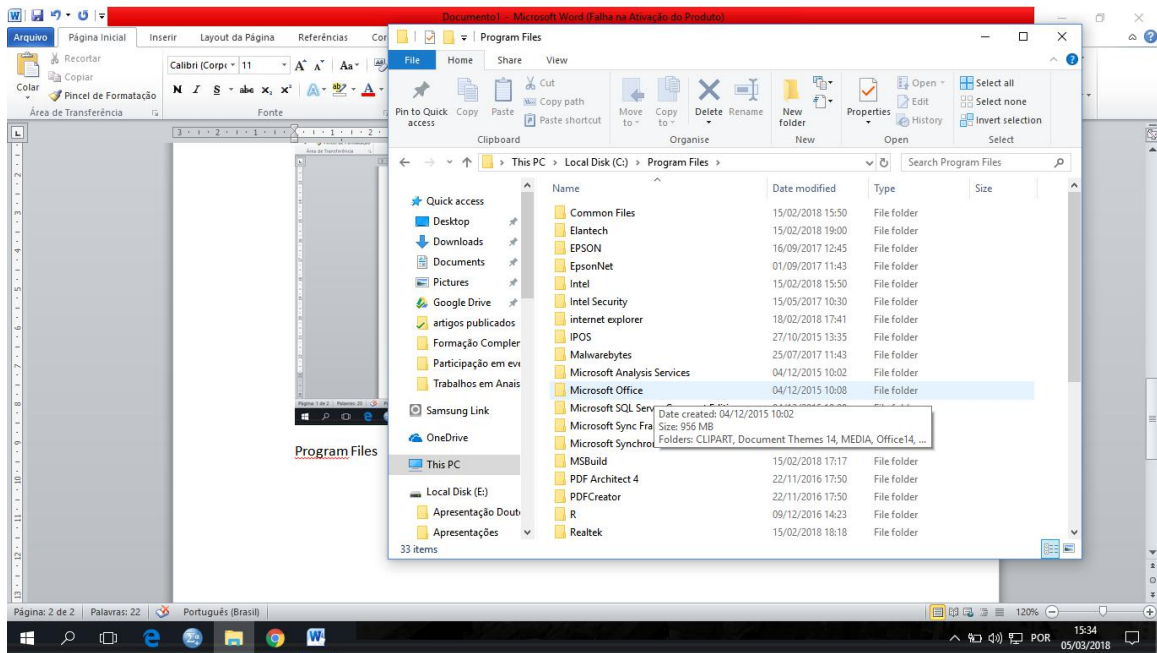 Documento1 - Microsoft Word (Falha na Ativação do Produto)
Arquivo Página Inicial Inserir Layout da Página Referências Cor
Recortar
Copiar
Pincel de Formatação
Colar
Área de Transferência
Calibri (Corpo 11
N I S abc x₂ x²
Fonte
Program Files
File Home Share View
Pin to Quick access
Copy
Paste
Cut
Copy path
Paste shortcut
Clipboard
Move to
Copy to
Delete
Rename
Organise
New folder
New
Properties
Open
Edit
History
Open
Select all
Select none
Invert selection
Select
This PC > Local Disk (C:) > Program Files >
Search Program Files
Quick access
Desktop
Downloads
Documents
Pictures
Google Drive
artigos publicados
Formação Compler
Participação em eve
Trabalhos em Anais
Samsung Link
OneDrive
This PC
Local Disk (E:)
Apresentação Douto
Apresentações
33 items
Name Date modified Type Size
Common Files 15/02/2018 15:50 File folder
Elantech 15/02/2018 19:00 File folder
EPSON 16/09/2017 12:45 File folder
EpsonNet 01/09/2017 11:43 File folder
Intel 15/02/2018 15:50 File folder
Intel Security 15/05/2017 10:30 File folder
internet explorer 18/02/2018 17:41 File folder
IPOS 27/10/2015 13:35 File folder
Malwarebytes 25/07/2017 11:43 File folder
Microsoft Analysis Services 04/12/2015 10:02 File folder
Microsoft Office 04/12/2015 10:08 File folder
Microsoft SQL Server
Microsoft Sync Fra
Microsoft Synchro
Date created: 04/12/2015 10:02
Size: 956 MB
Folders: CLIPART, Document Themes 14, MEDIA, Office14, ...
MSBuild 15/02/2018 17:17 File folder
PDF Architect 4 22/11/2016 17:50 File folder
PDFCreator 22/11/2016 17:50 File folder
R 09/12/2016 14:23 File folder
Realtek 15/02/2018 18:18 File folder
Program Files
Página: 2 de 2 Palavras: 22 Português (Brasil) 120%
POR 15:34
05/03/2018